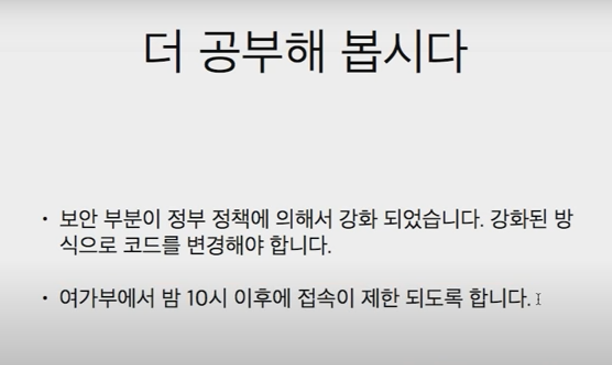 더 공부해 봅시다
• 보안 부분이 정부 정책에 의해서 강화 되었습니다. 강화된 방
식으로 코드를 변경해야 합니다.
• 여가부에서 밤 10시 이후에 접속이 제한 되도록 합니다.